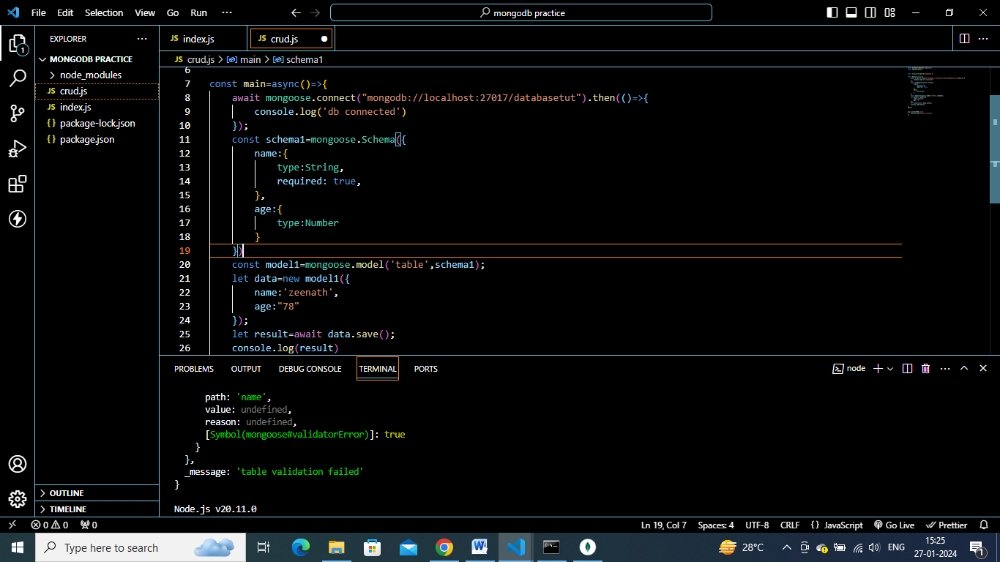 File Edit Selection View Go Run ··· mongodb practice
EXPLORER ···
JS index.js JS crud.js
MONGODB PRACTICE
JS crud.js > main > schema1
node_modules
JS crud.js
JS index.js
{} package-lock.json
{} package.json
6
7 const main=async()=>{
8 await mongoose.connect("mongodb://localhost:27017/databasetut").then(()=>{
9 console.log('db connected')
10 });
11 const schema1=mongoose.Schema({
12 name:{
13 type:String,
14 required: true,
15 },
16 age:{
17 type:Number
18 }
19 })
20 const model1=mongoose.model('table',schema1);
21 let data=new model1({
22 name:'zeenath',
23 age:"78"
24 });
25 let result=await data.save();
26 console.log(result)
PROBLEMS OUTPUT DEBUG CONSOLE TERMINAL PORTS node
path: 'name',
value: undefined,
reason: undefined,
[Symbol(mongoose#validatorError)]: true
}
},
_message: 'table validation failed'
}
Node.js v20.11.0
OUTLINE
TIMELINE
0 0 0 Ln 19, Col 7 Spaces: 4 UTF-8 CRLF {} JavaScript Go Live Prettier
Type here to search 28°C ENG 15:25
27-01-2024 1